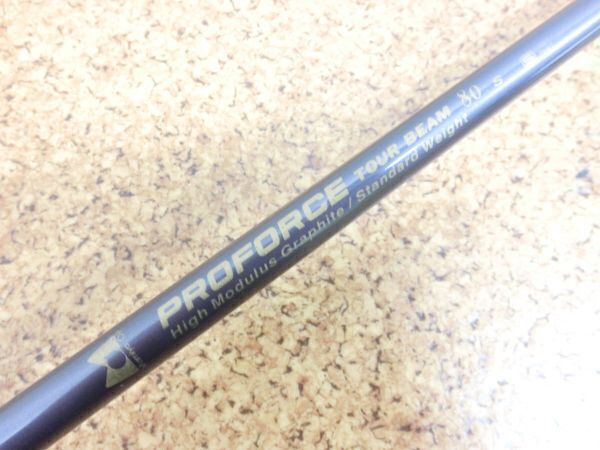 PROFORCE TOUR BEAM 80 S
High Modulus Graphite / Standard Weight